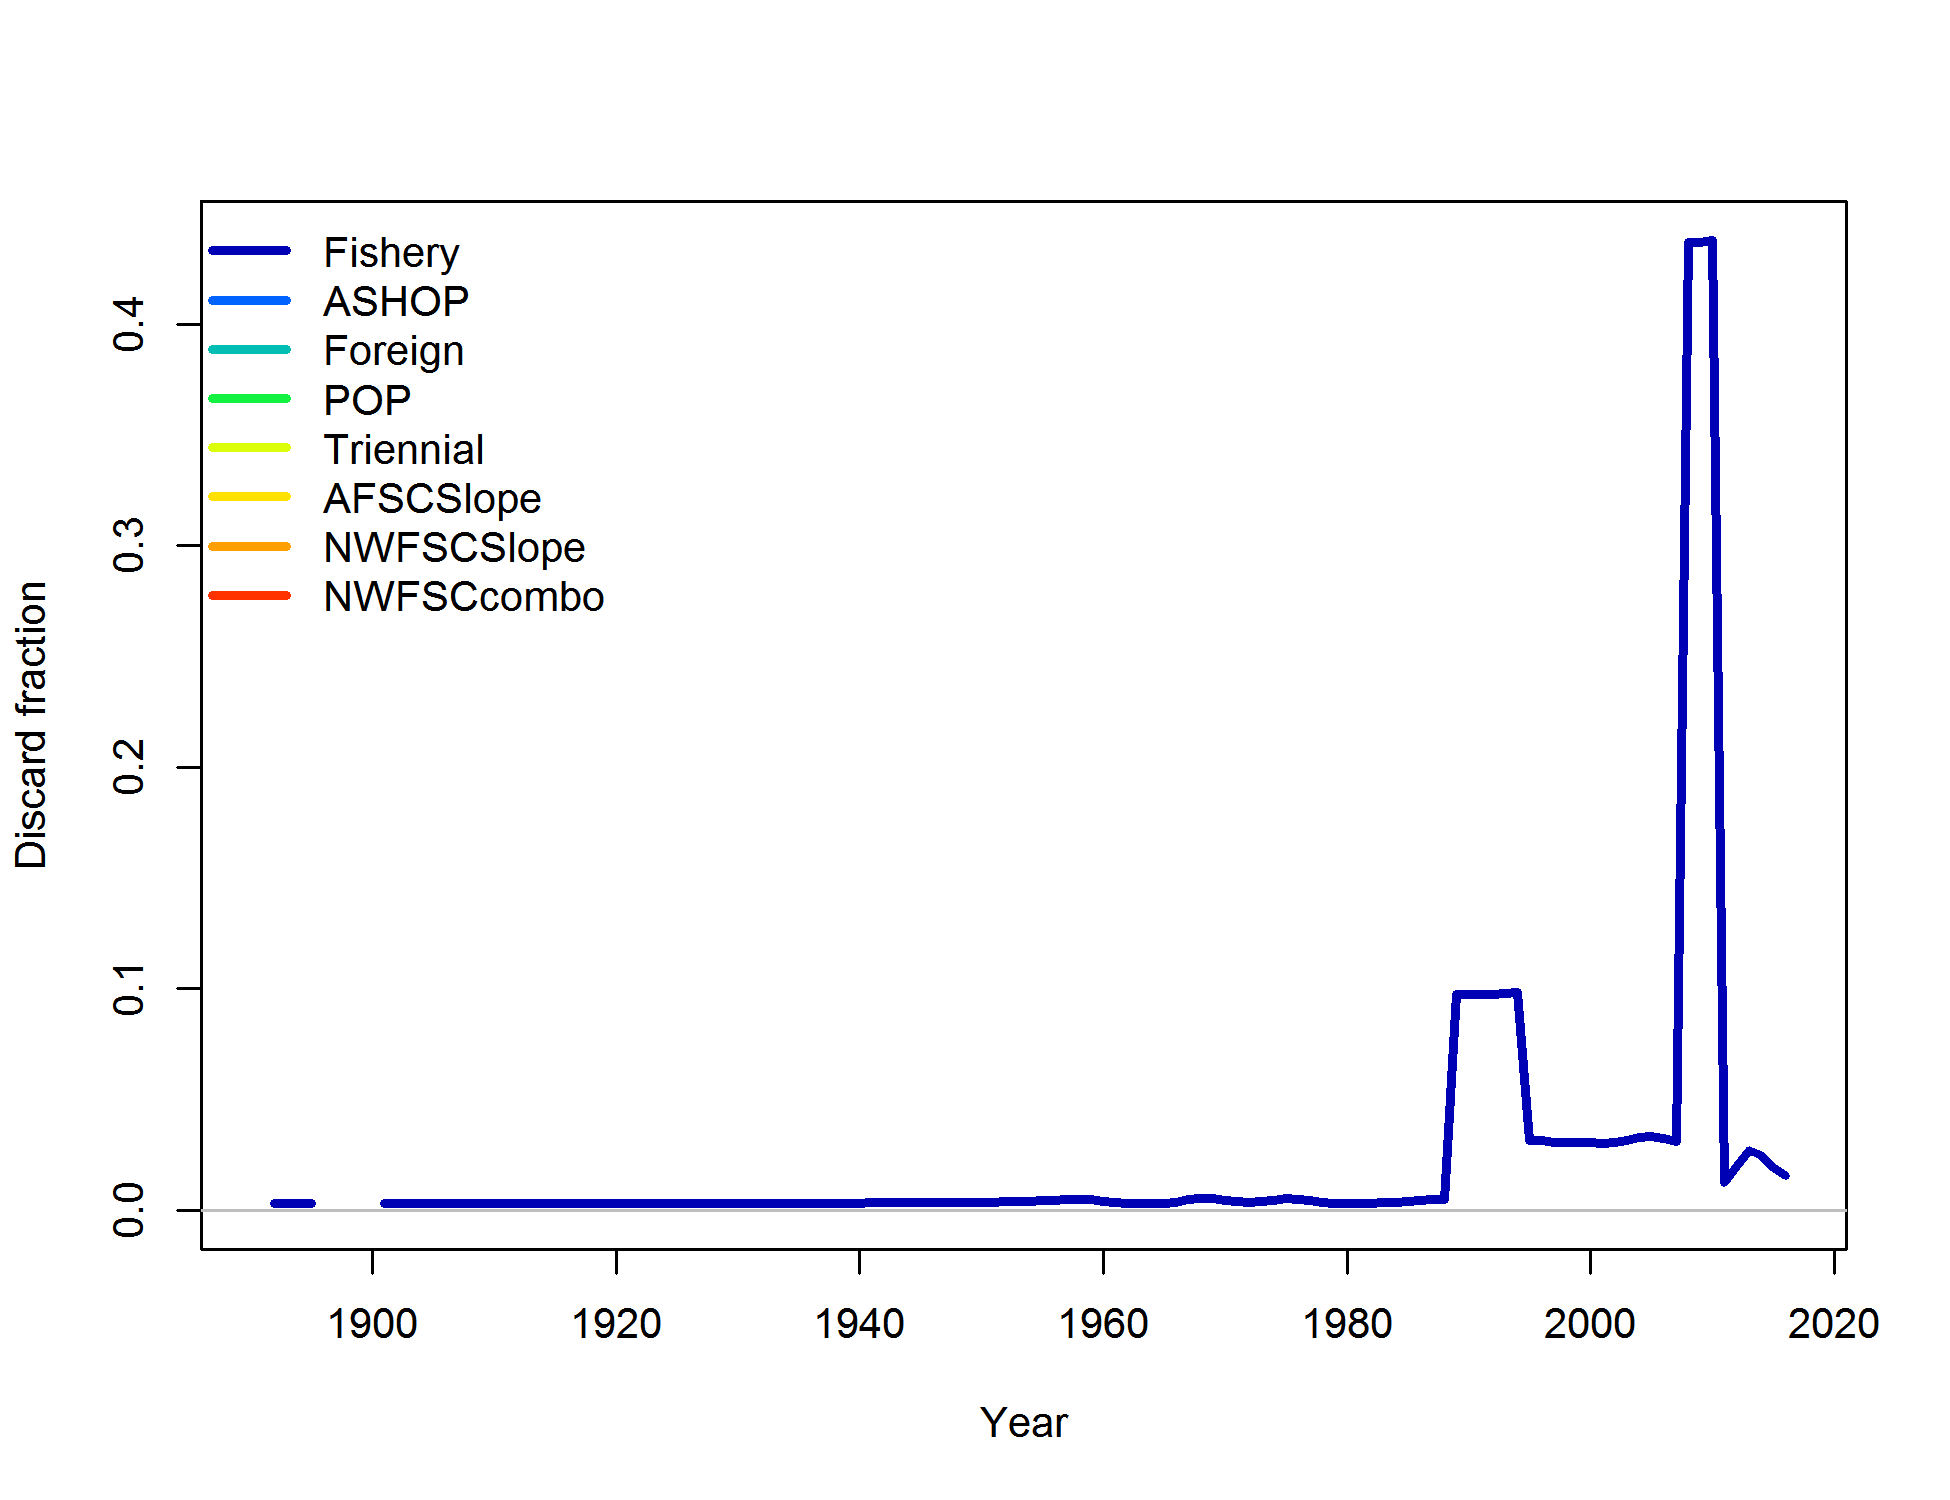 Fishery
ASHOP
Foreign
POP
Triennial
AFSCSlope
NWFSCSlope
NWFSCcombo
Discard fraction
0.4
0.3
0.2
0.1
0.0
1900 1920 1940 1960 1980 2000 2020
Year